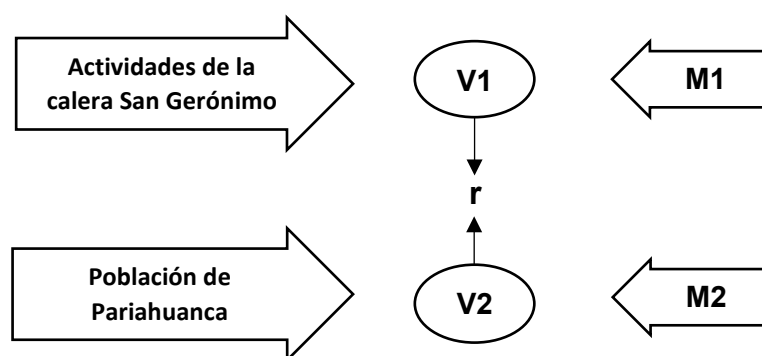 Actividades de la
calera San Gerónimo
V1
M1
r
Población de
Pariahuanca
V2
M2